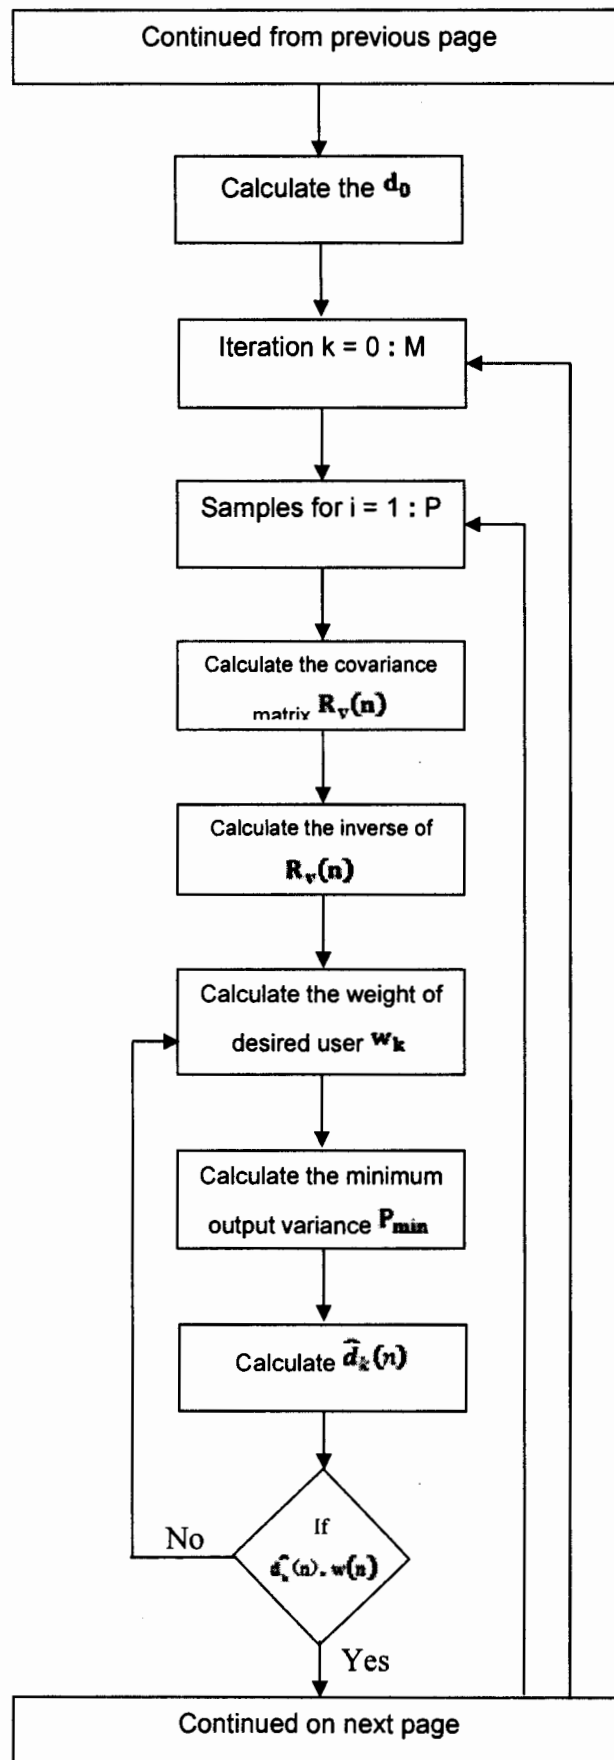 Continued from previous page
Calculate the d₀
Iteration k = 0 : M
Samples for i = 1 : P
Calculate the covariance
matrix Rᵥ(n)
Calculate the inverse of
Rᵥ(n)
Calculate the weight of
desired user wₖ
Calculate the minimum
output variance Pₘᵢₙ
Calculate d̂ₖ(n)
If
(n). w(n)
No
Yes
Continued on next page